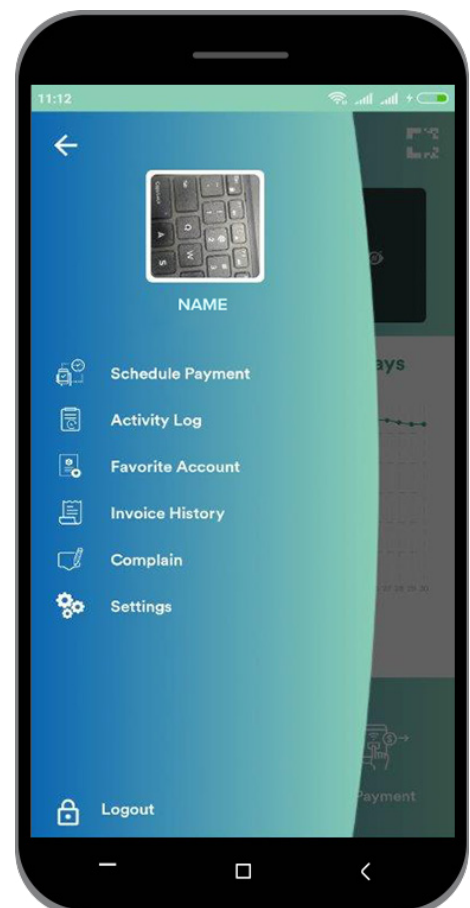 11:12
NAME
ays
Schedule Payment
Activity Log
Favorite Account
Invoice History
Complain
Settings
Payment
Logout